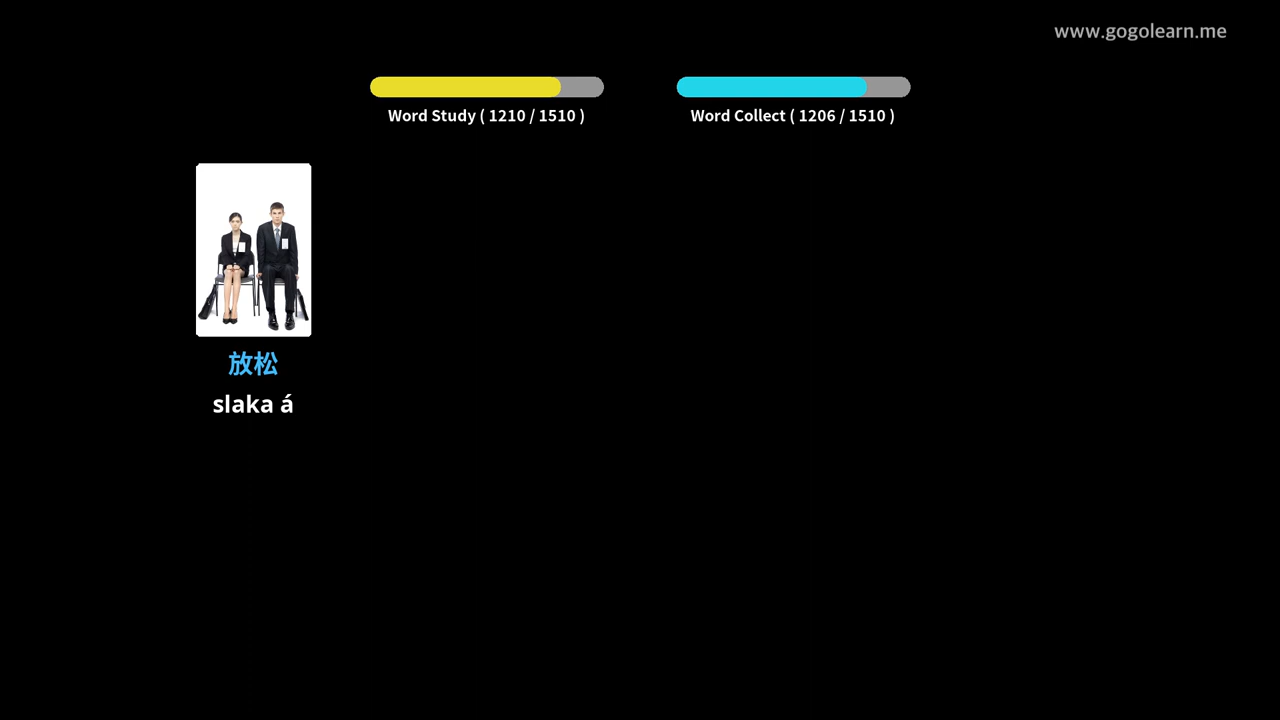 www.gogolearn.me
Word Study ( 1210 / 1510 )
Word Collect ( 1206 / 1510 )
放松
slaka á